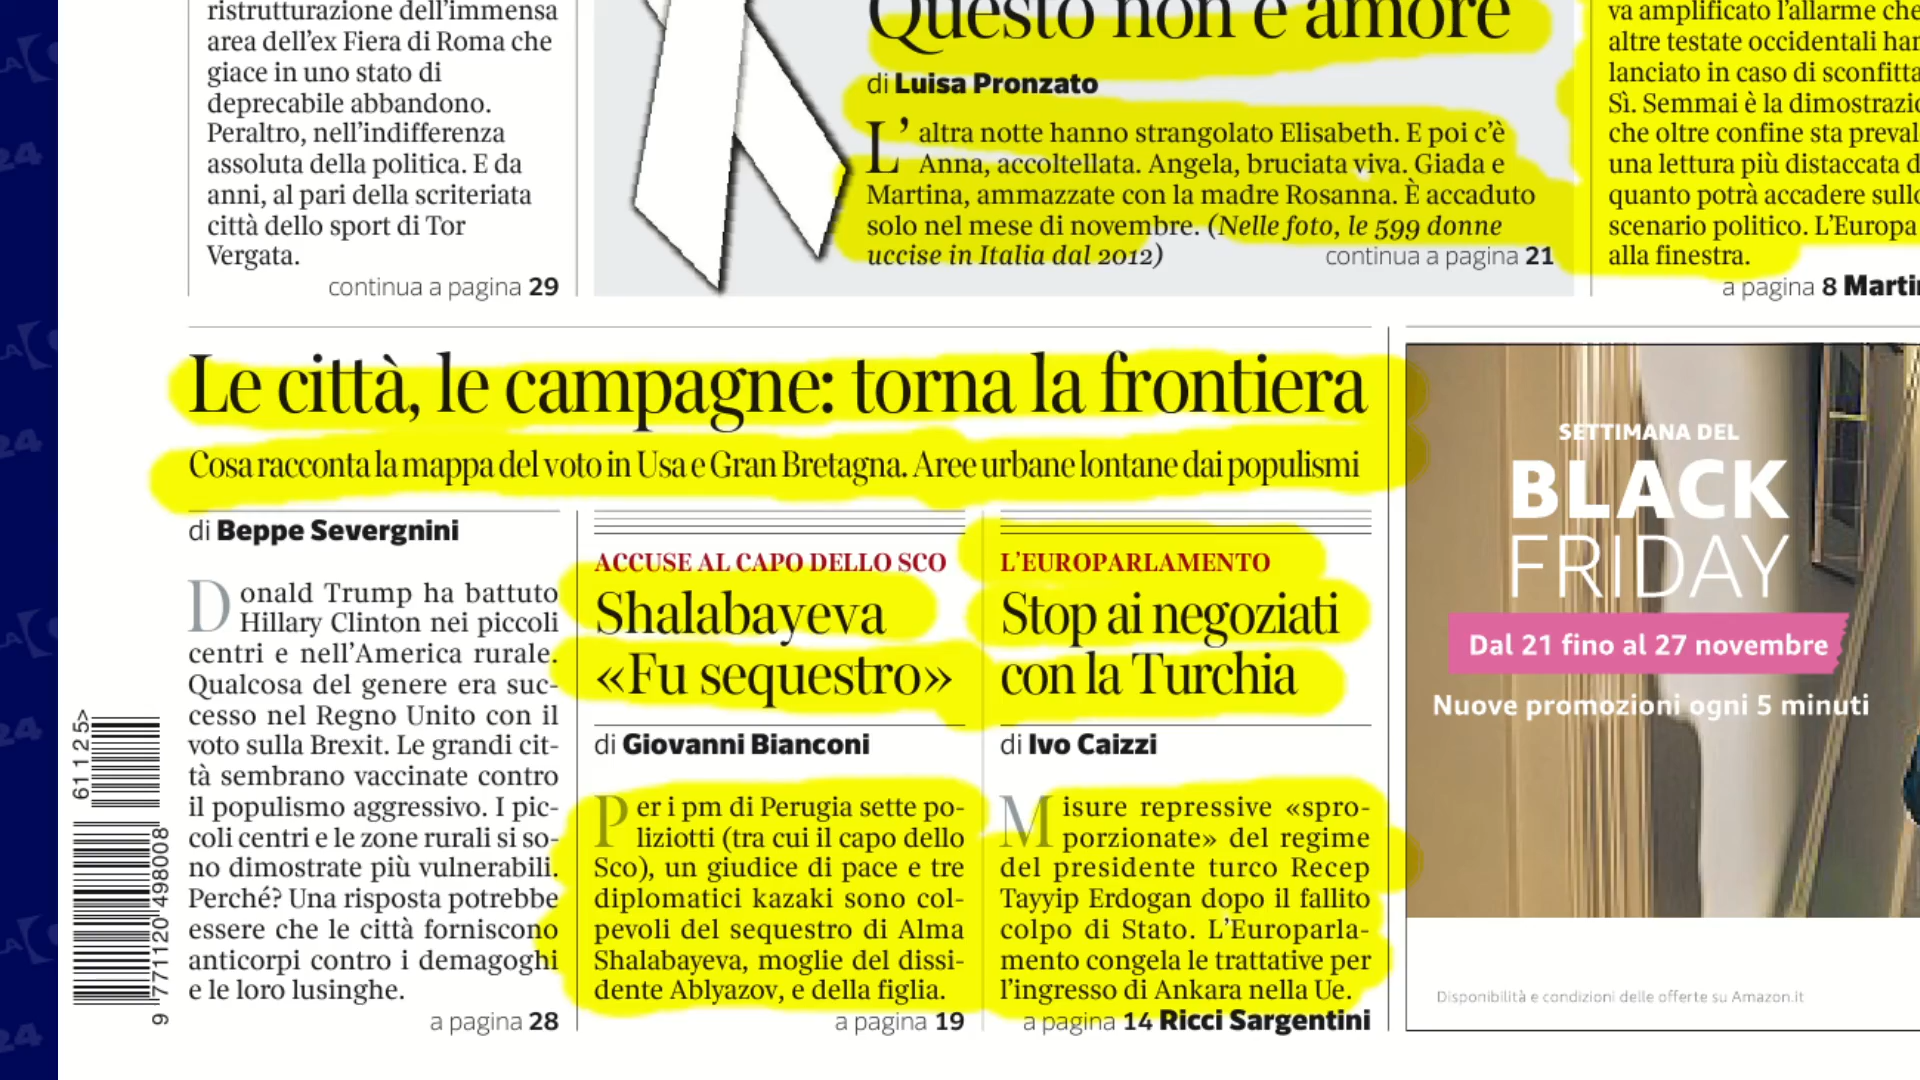 ristrutturazione dell'immensa
area dell'ex Fiera di Roma che
giace in uno stato di
deprecabile abbandono.
Peraltro, nell'indifferenza
assoluta della politica. E da
anni, al pari della scriteriata
città dello sport di Tor
Vergata.
continua a pagina 29
Questo non è amore
di Luisa Pronzato
L'altra notte hanno strangolato Elisabeth. E poi c'è
Anna, accoltellata. Angela, bruciata viva. Giada e
Martina, ammazzate con la madre Rosanna. È accaduto
solo nel mese di novembre. (Nelle foto, le 599 donne
uccise in Italia dal 2012)
continua a pagina 21
va amplificato l'allarme che
altre testate occidentali han
lanciato in caso di sconfitta
Sì. Semmai è la dimostrazio
che oltre confine sta preval
una lettura più distaccata d
quanto potrà accadere sullo
scenario politico. L'Europa
alla finestra.
a pagina 8 Martin
Le città, le campagne: torna la frontiera
Cosa racconta la mappa del voto in Usa e Gran Bretagna. Aree urbane lontane dai populismi
di Beppe Severgnini
Donald Trump ha battuto
Hillary Clinton nei piccoli
centri e nell'America rurale.
Qualcosa del genere era suc-
cesso nel Regno Unito con il
voto sulla Brexit. Le grandi cit-
tà sembrano vaccinate contro
il populismo aggressivo. I pic-
coli centri e le zone rurali si so-
no dimostrate più vulnerabili.
Perché? Una risposta potrebbe
essere che le città forniscono
anticorpi contro i demagoghi
e le loro lusinghe.
a pagina 28
ACCUSE AL CAPO DELLO SCO
Shalabayeva
«Fu sequestro»
di Giovanni Bianconi
Per i pm di Perugia sette po-
liziotti (tra cui il capo dello
Sco), un giudice di pace e tre
diplomatici kazaki sono col-
pevoli del sequestro di Alma
Shalabayeva, moglie del dissi-
dente Ablyazov, e della figlia.
a pagina 19
L'EUROPARLAMENTO
Stop ai negoziati
con la Turchia
di Ivo Caizzi
Misure repressive «spro-
porzionate» del regime
del presidente turco Recep
Tayyip Erdogan dopo il fallito
colpo di Stato. L'Europarla-
mento congela le trattative per
l'ingresso di Ankara nella Ue.
a pagina 14 Ricci Sargentini
SETTIMANA DEL
BLACK
FRIDAY
Dal 21 fino al 27 novembre
Nuove promozioni ogni 5 minuti
Disponibilità e condizioni delle offerte su Amazon.it
61125>
9 771120 498008
24
24
24
24